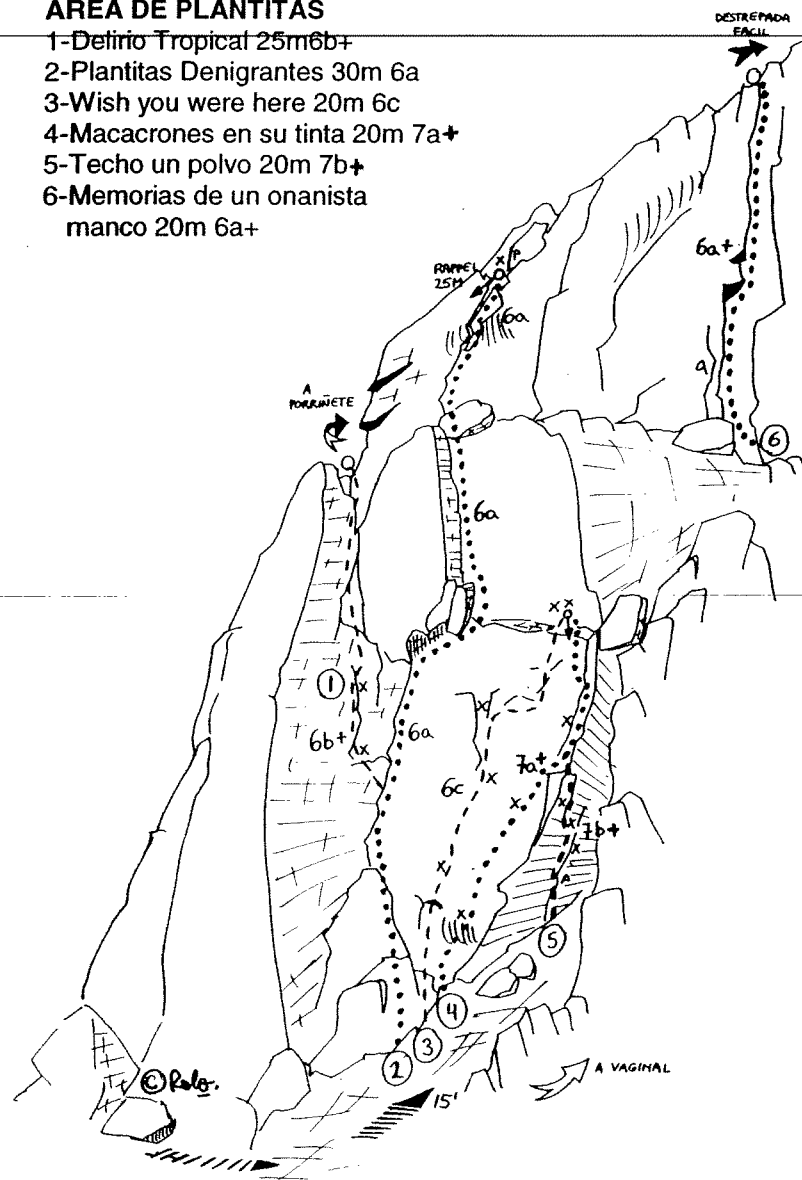 AREA DE PLANTITAS
1-Delirio Tropical 25m6b+
2-Plantitas Denigrantes 30m 6a
3-Wish you were here 20m 6c
4-Macacrones en su tinta 20m 7a+
5-Techo un polvo 20m 7b+
6-Memorias de un onanista
manco 20m 6a+
DESTREPADA
FACIL
6a+
a
6
RAPPEL
25M
X P
6a
A
PORRIÑETE
6a
X X
1
X
6b+
X
6a
X
X
7a+
6c
X
X
X
X
7b+
X
X
A
X
5
4
3
2
A VAGINAL
15'
© Rolo.